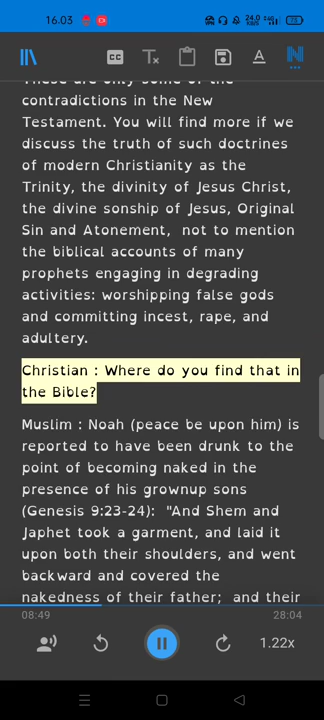 16.03
24.0
KB/S
CC
These are only some of the
contradictions in the New
Testament. You will find more if we
discuss the truth of such doctrines
of modern Christianity as the
Trinity, the divinity of Jesus Christ,
the divine sonship of Jesus, Original
Sin and Atonement, not to mention
the biblical accounts of many
prophets engaging in degrading
activities: worshipping false gods
and committing incest, rape, and
adultery.
Christian : Where do you find that in
the Bible?
Muslim : Noah (peace be upon him) is
reported to have been drunk to the
point of becoming naked in the
presence of his grownup sons
(Genesis 9:23-24): "And Shem and
Japhet took a garment, and laid it
upon both their shoulders, and went
backward and covered the
nakedness of their father; and their
08:49
28:04
1.22x